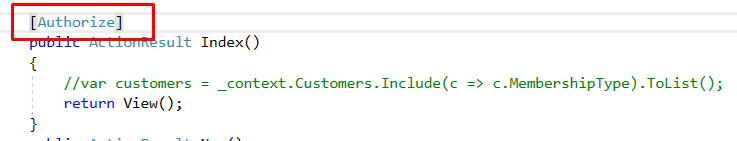 [Authorize]
public ActionResult Index()
{
//var customers = _context.Customers.Include(c => c.MembershipType).ToList();
return View();
}